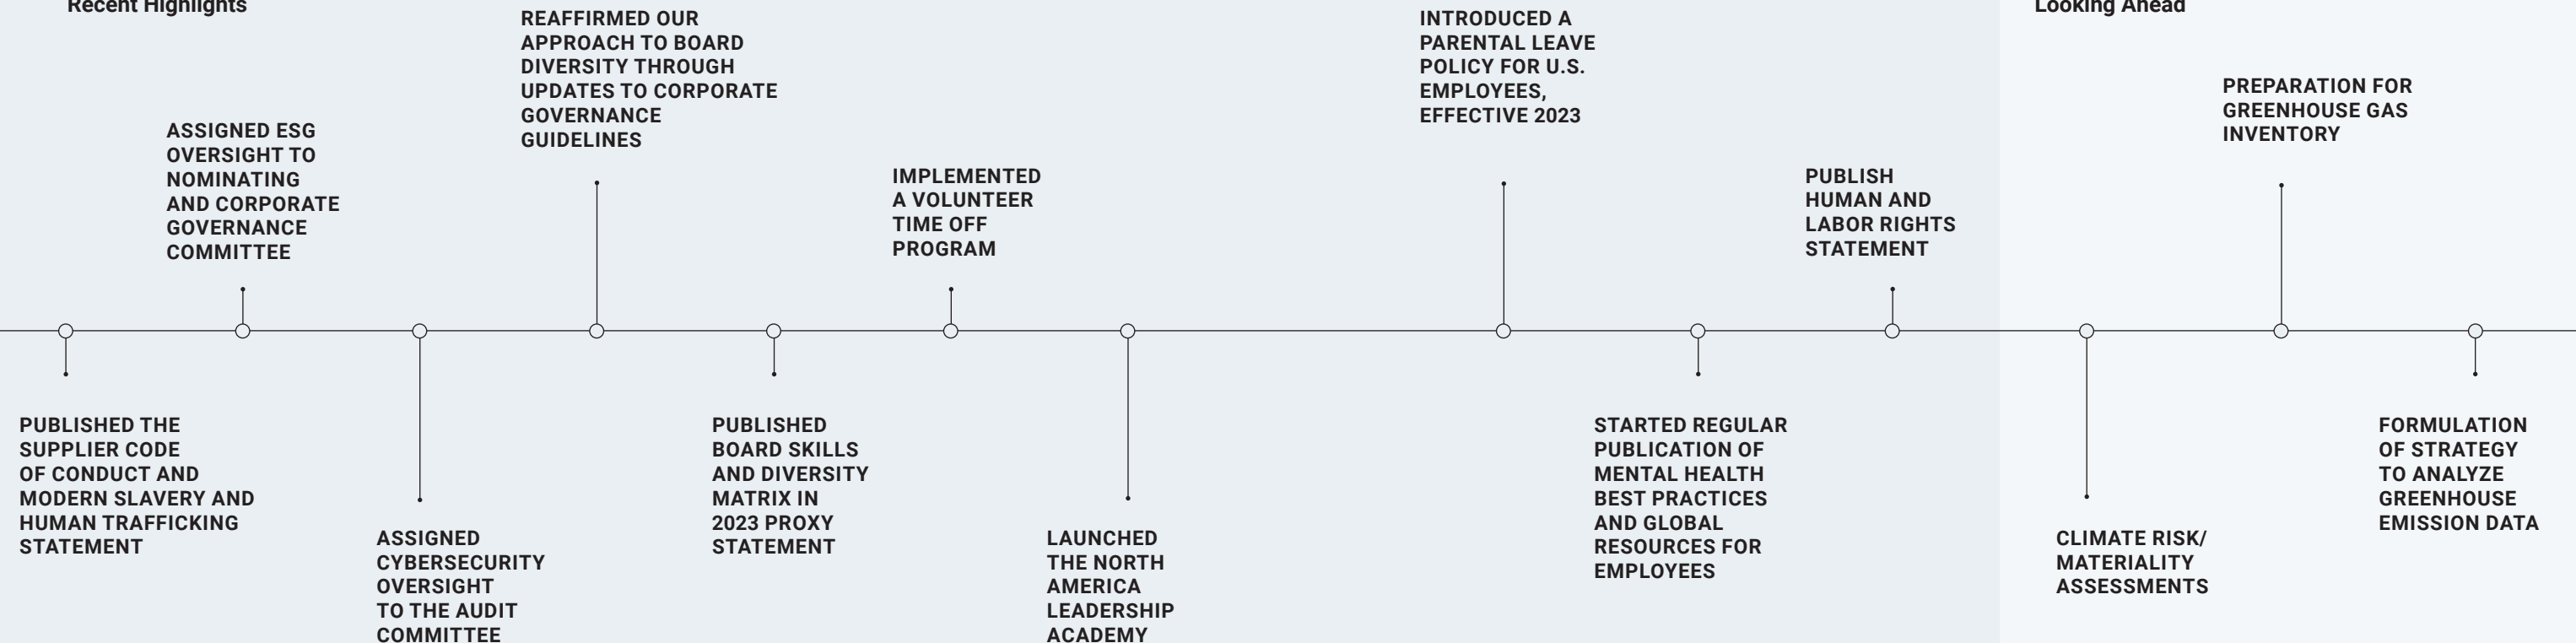 Recent Highlights
Looking Ahead
PUBLISHED THE
SUPPLIER CODE
OF CONDUCT AND
MODERN SLAVERY AND
HUMAN TRAFFICKING
STATEMENT
ASSIGNED ESG
OVERSIGHT TO
NOMINATING
AND CORPORATE
GOVERNANCE
COMMITTEE
ASSIGNED
CYBERSECURITY
OVERSIGHT
TO THE AUDIT
COMMITTEE
REAFFIRMED OUR
APPROACH TO BOARD
DIVERSITY THROUGH
UPDATES TO CORPORATE
GOVERNANCE
GUIDELINES
PUBLISHED
BOARD SKILLS
AND DIVERSITY
MATRIX IN
2023 PROXY
STATEMENT
IMPLEMENTED
A VOLUNTEER
TIME OFF
PROGRAM
LAUNCHED
THE NORTH
AMERICA
LEADERSHIP
ACADEMY
INTRODUCED A
PARENTAL LEAVE
POLICY FOR U.S.
EMPLOYEES,
EFFECTIVE 2023
STARTED REGULAR
PUBLICATION OF
MENTAL HEALTH
BEST PRACTICES
AND GLOBAL
RESOURCES FOR
EMPLOYEES
PUBLISH
HUMAN AND
LABOR RIGHTS
STATEMENT
CLIMATE RISK/
MATERIALITY
ASSESSMENTS
PREPARATION FOR
GREENHOUSE GAS
INVENTORY
FORMULATION
OF STRATEGY
TO ANALYZE
GREENHOUSE
EMISSION DATA